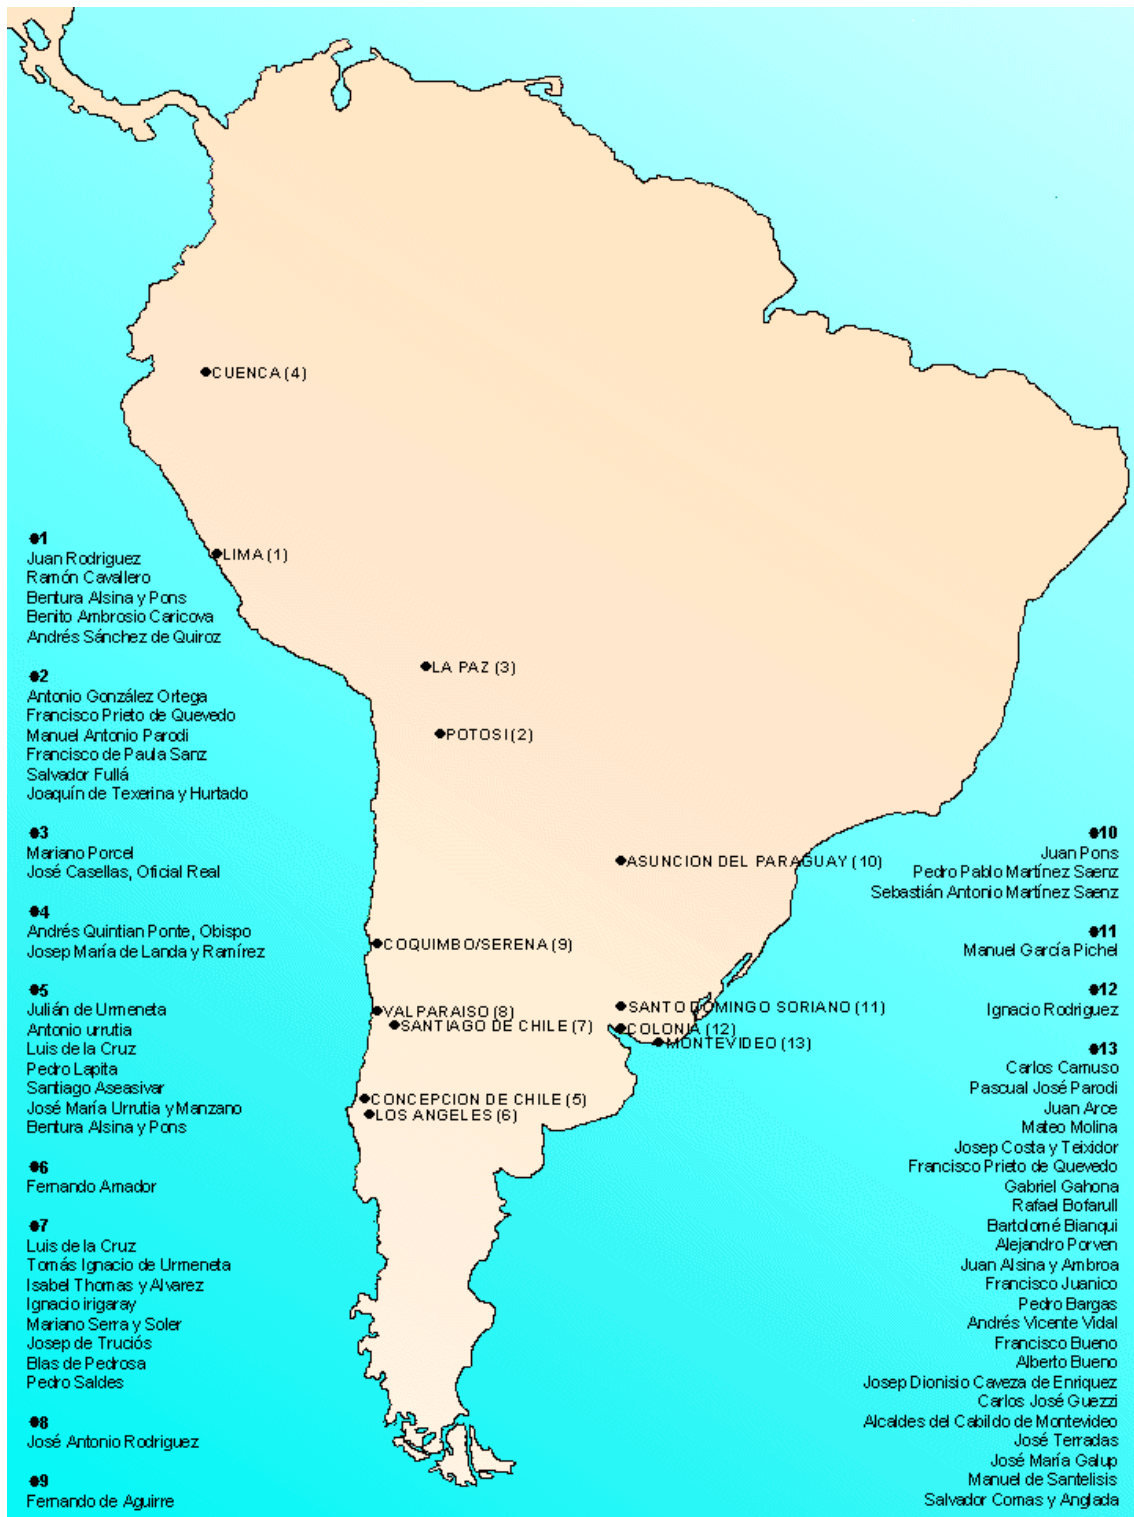 CUENCA (4)
LIMA (1)
LA PAZ (3)
POTOSI (2)
ASUNCION DEL PARAGUAY (10)
COQUIMBO/SERENA (9)
VALPARAISO (8)
SANTIAGO DE CHILE (7)
SANTO DOMINGO SORIANO (11)
COLONIA (12)
MONTEVIDEO (13)
CONCEPCION DE CHILE (5)
LOS ANGELES (6)
●1
Juan Rodriguez
Ramón Cavallero
Bentura Alsina y Pons
Benito Ambrosio Caricova
Andrés Sánchez de Quiroz
●2
Antonio González Ortega
Francisco Prieto de Quevedo
Manuel Antonio Parodi
Francisco de Paula Sanz
Salvador Fullá
Joaquín de Texerina y Hurtado
●3
Mariano Porcel
José Casellas, Oficial Real
●4
Andrés Quintian Ponte, Obispo
Josep María de Landa y Ramírez
●5
Julián de Urmeneta
Antonio urrutia
Luis de la Cruz
Pedro Lapita
Santiago Aseasivar
José María Urrutia y Manzano
Bentura Alsina y Pons
●6
Fernando Amador
●7
Luis de la Cruz
Tomás Ignacio de Urmeneta
Isabel Thomas y Alvarez
Ignacio irigaray
Mariano Serra y Soler
Josep de Truciós
Blas de Pedrosa
Pedro Saldes
●8
José Antonio Rodriguez
●9
Fernando de Aguirre
●10
Juan Pons
Pedro Pablo Martínez Saenz
Sebastián Antonio Martínez Saenz
●11
Manuel García Pichel
●12
Ignacio Rodriguez
●13
Carlos Camuso
Pascual José Parodi
Juan Arce
Mateo Molina
Josep Costa y Teixidor
Francisco Prieto de Quevedo
Gabriel Gahona
Rafael Bofarull
Bartolomé Bianqui
Alejandro Porven
Juan Alsina y Ambroa
Francisco Juanico
Pedro Bargas
Andrés Vicente Vidal
Francisco Bueno
Alberto Bueno
Josep Dionisio Caveza de Enriquez
Carlos José Guezzi
Alcaldes del Cabildo de Montevideo
José Terradas
José María Galup
Manuel de Santelisis
Salvador Comas y Anglada